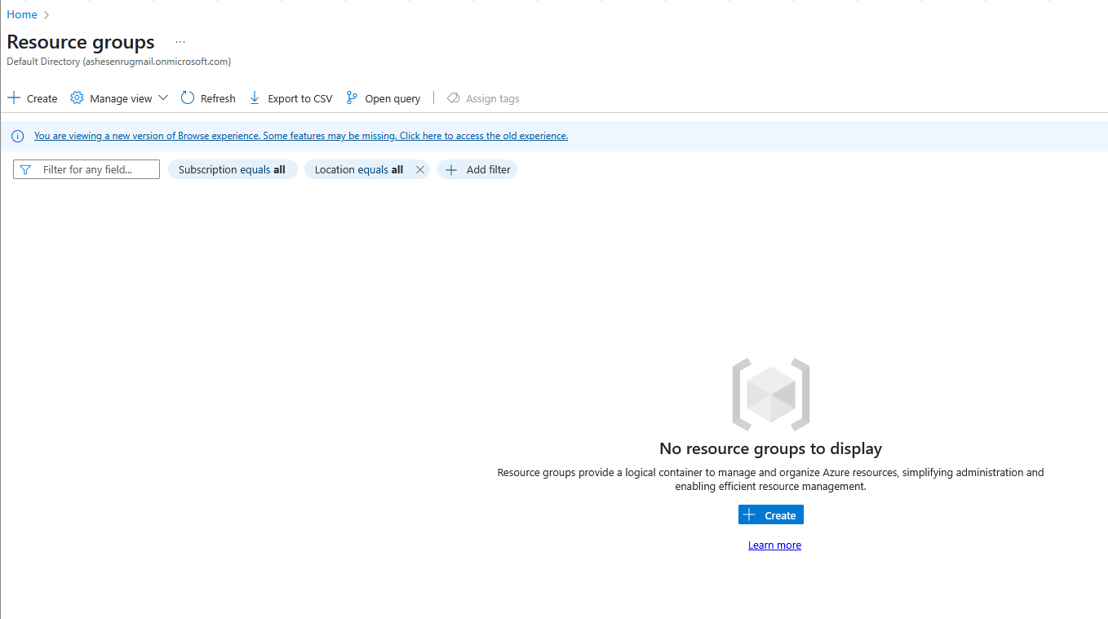 Home
Resource groups ...
Default Directory (ashesenrugmail.onmicrosoft.com)
Create Manage view Refresh Export to CSV Open query Assign tags
You are viewing a new version of Browse experience. Some features may be missing. Click here to access the old experience.
Filter for any field... Subscription equals all Location equals all Add filter
No resource groups to display
Resource groups provide a logical container to manage and organize Azure resources, simplifying administration and
enabling efficient resource management.
Create
Learn more